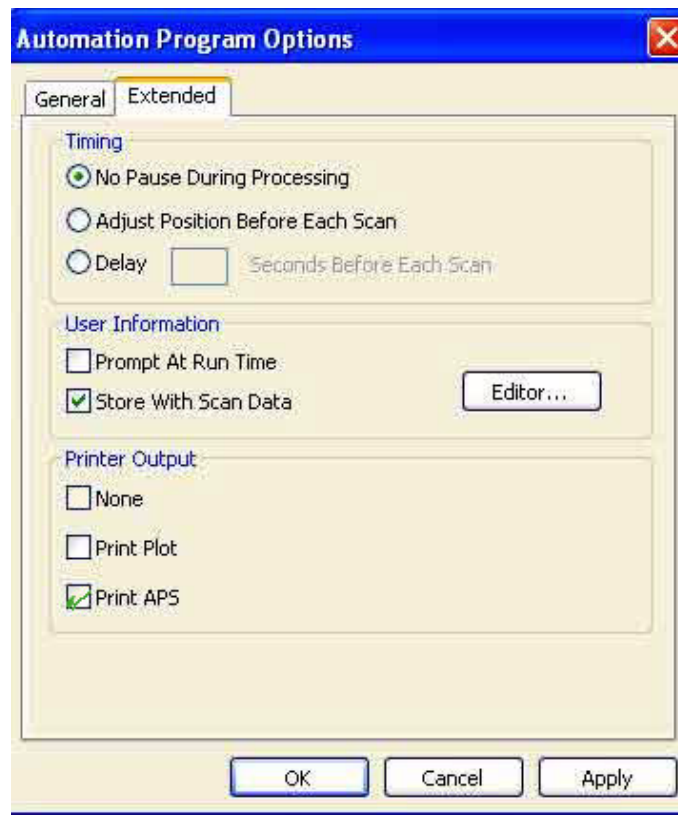 Automation Program Options
General Extended
Timing
No Pause During Processing
Adjust Position Before Each Scan
Delay Seconds Before Each Scan
User Information
Prompt At Run Time
Store With Scan Data
Editor...
Printer Output
None
Print Plot
Print APS
OK Cancel Apply